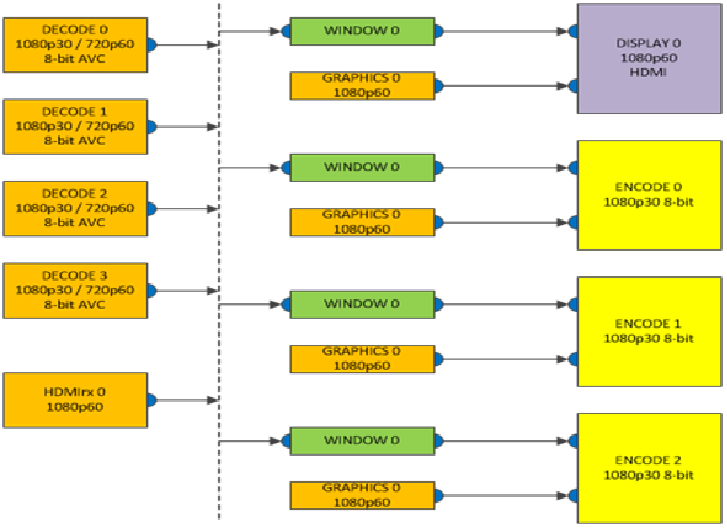 DECODE 0
1080p30 / 720p60
8-bit AVC
DECODE 1
1080p30 / 720p60
8-bit AVC
DECODE 2
1080p30 / 720p60
8-bit AVC
DECODE 3
1080p30 / 720p60
8-bit AVC
HDMIrx 0
1080p60
WINDOW 0
GRAPHICS 0
1080p60
WINDOW 0
GRAPHICS 0
1080p60
WINDOW 0
GRAPHICS 0
1080p60
WINDOW 0
GRAPHICS 0
1080p60
DISPLAY 0
1080p60
HDMI
ENCODE 0
1080p30 8-bit
ENCODE 1
1080p30 8-bit
ENCODE 2
1080p30 8-bit